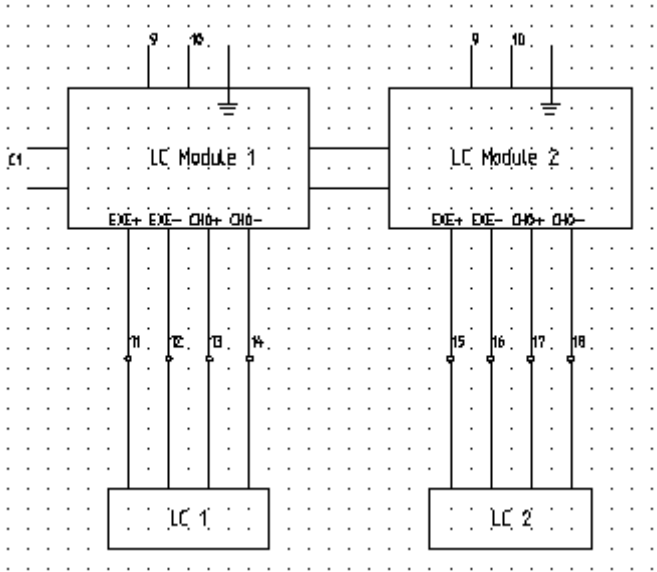 9 10 9 10
C1 LC Module 1 LC Module 2
EXE+ EXE- CH0+ CH0- EXE+ EXE- CH0+ CH0-
11 12 13 14 15 16 17 18
LC 1 LC 2